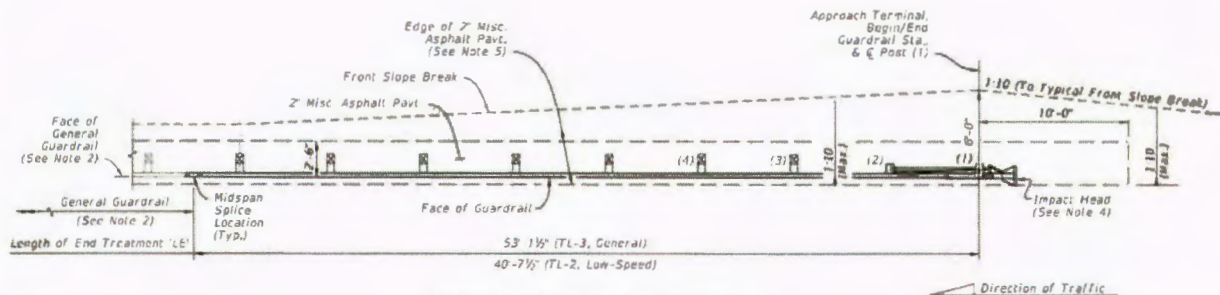 Approach Terminal,
Begin/End
Guardrail Sta.,
& ℄ Post (1)
Edge of 2" Misc.
Asphalt Pavt.
(See Note 5)
Front Slope Break
2" Misc. Asphalt Pavt
1:10 (To Typical Front Slope Break)
10'-0"
Face of
General
Guardrail
(See Note 2)
2'-6"
(4)
(3)
1:10
(Max.)
(2)
(1)
6'-0"
1:10
(Max.)
General Guardrail
(See Note 2)
Midspan
Splice
Location
(Typ.)
Face of Guardrail
Impact Head
(See Note 4)
Length of End Treatment 'LE'
53'-1½" (TL-3, General)
40'-7½" (TL-2, Low-Speed)
Direction of Traffic